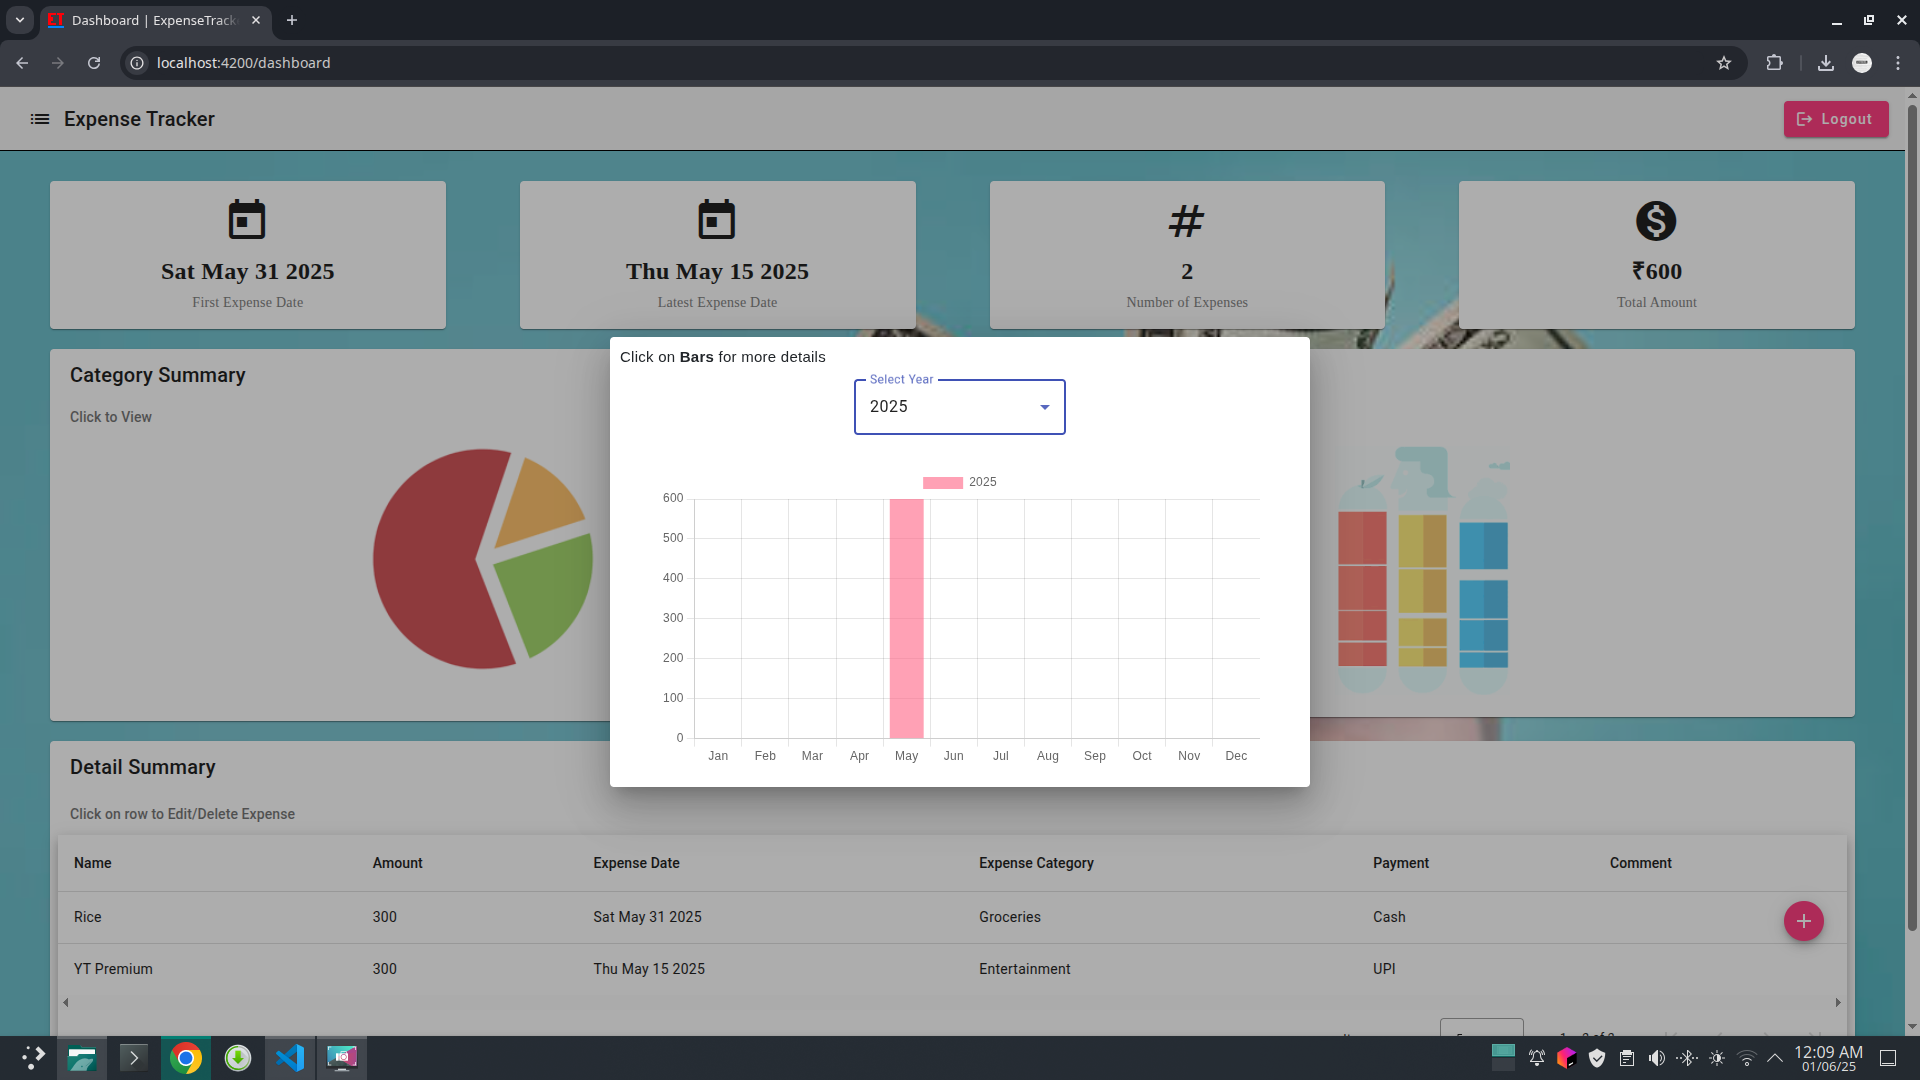 Dashboard | ExpenseTrack
localhost:4200/dashboard
Expense Tracker
Logout
Sat May 31 2025
First Expense Date
Thu May 15 2025
Latest Expense Date
#
2
Number of Expenses
$
₹600
Total Amount
Category Summary
Click to View
Click on Bars for more details
Select Year
2025
2025
600
500
400
300
200
100
0
Jan Feb Mar Apr May Jun Jul Aug Sep Oct Nov Dec
Detail Summary
Click on row to Edit/Delete Expense
Name Amount Expense Date Expense Category Payment Comment
Rice 300 Sat May 31 2025 Groceries Cash
YT Premium 300 Thu May 15 2025 Entertainment UPI
12:09 AM
01/06/25